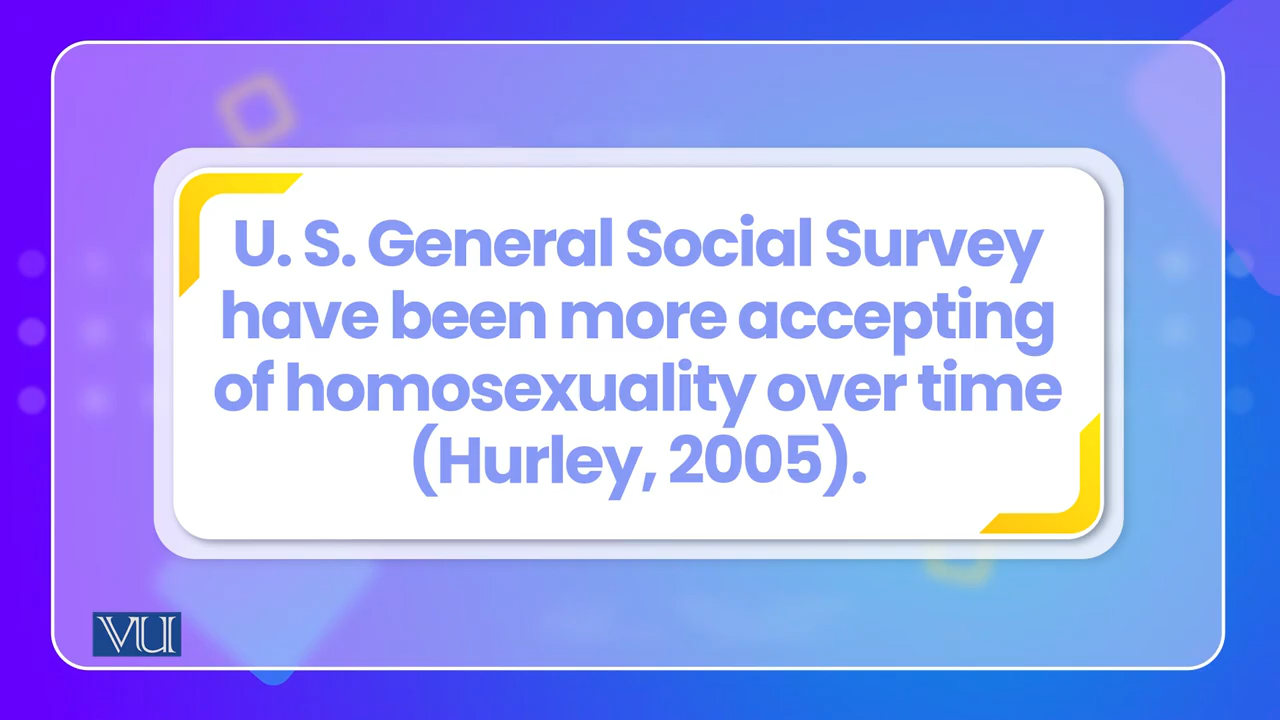 U. S. General Social Survey
have been more accepting
of homosexuality over time
(Hurley, 2005).
VU